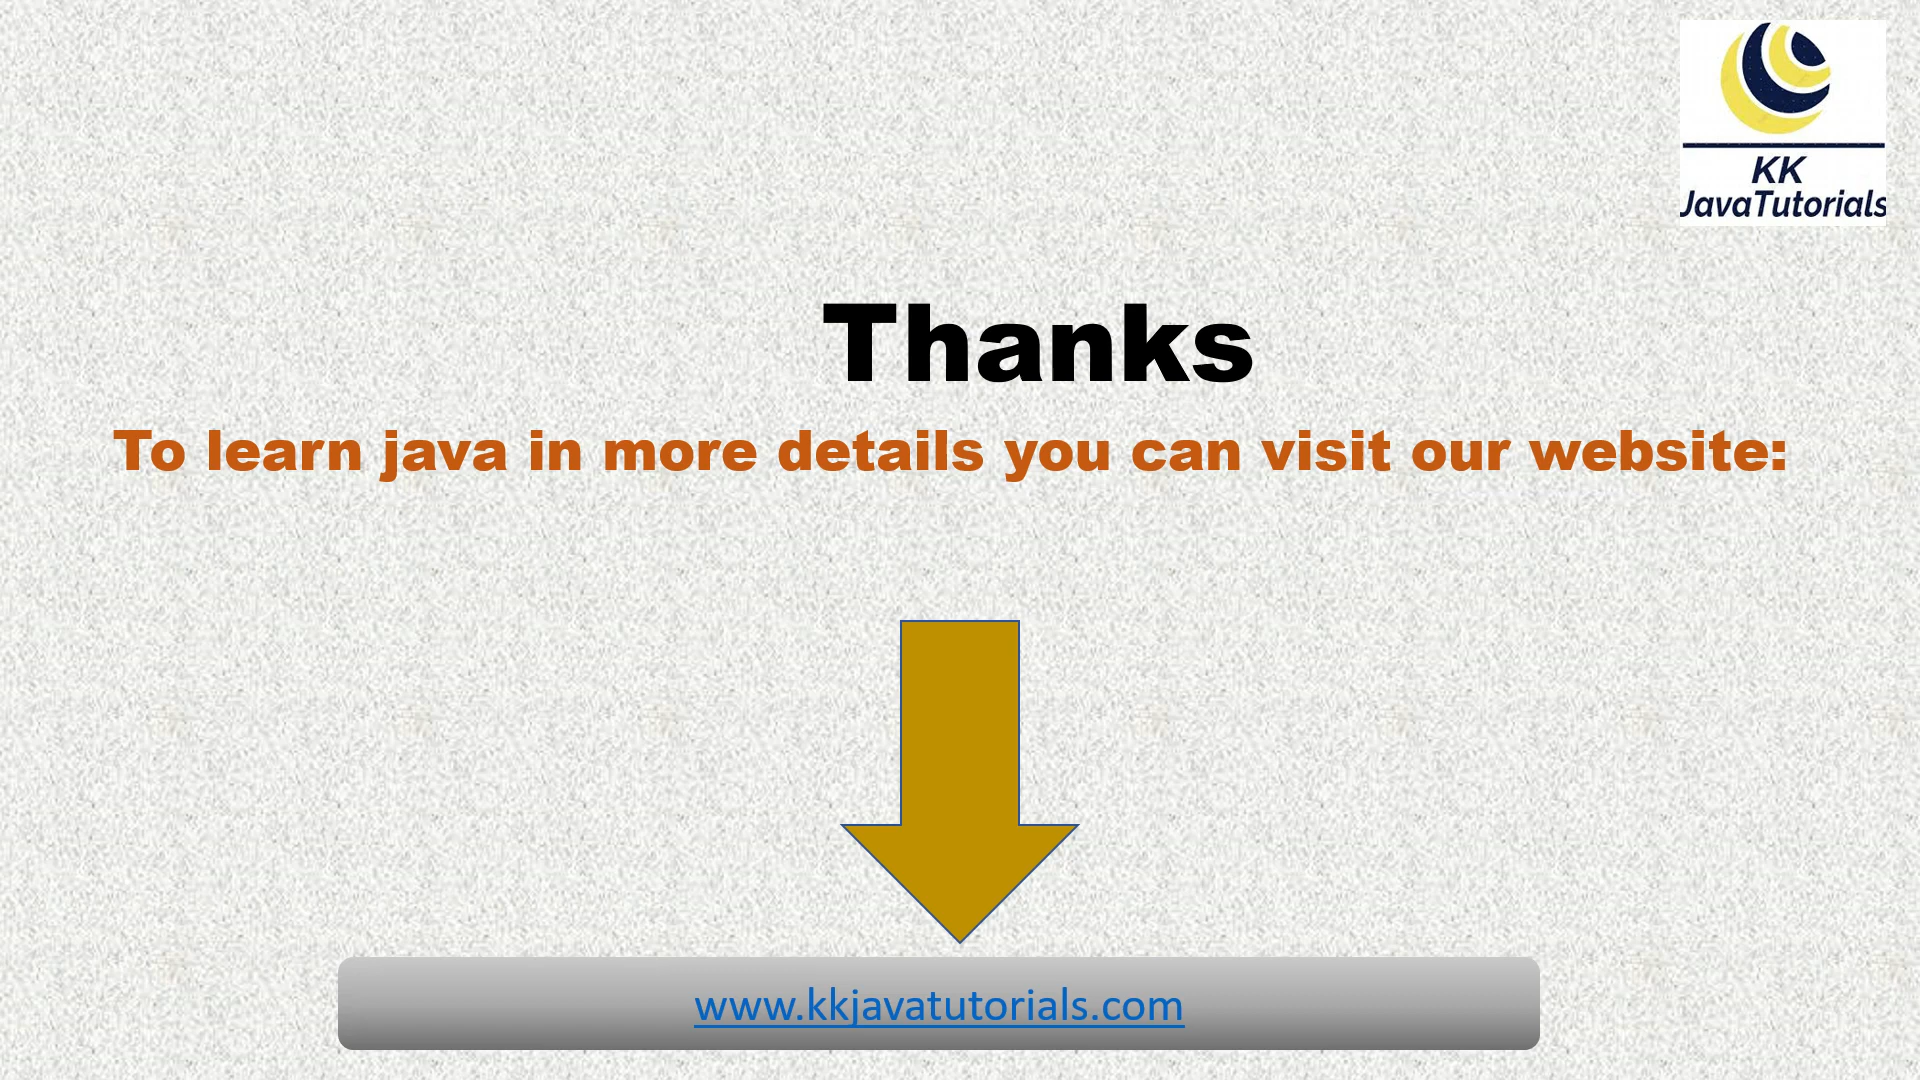 KK
JavaTutorials
Thanks
To learn java in more details you can visit our website:
www.kkjavatutorials.com